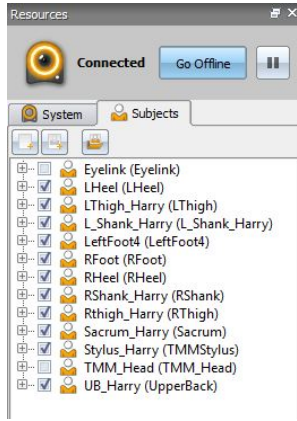 Resources
Connected
Go Offline
System
Subjects
Eyelink (Eyelink)
LHeel (LHeel)
LThigh_Harry (LThigh)
L_Shank_Harry (L_Shank_Harry)
LeftFoot4 (LeftFoot4)
RFoot (RFoot)
RHeel (RHeel)
RShank_Harry (RShank)
Rthigh_Harry (RThigh)
Sacrum_Harry (Sacrum)
Stylus_Harry (TMMStylus)
TMM_Head (TMM_Head)
UB_Harry (UpperBack)